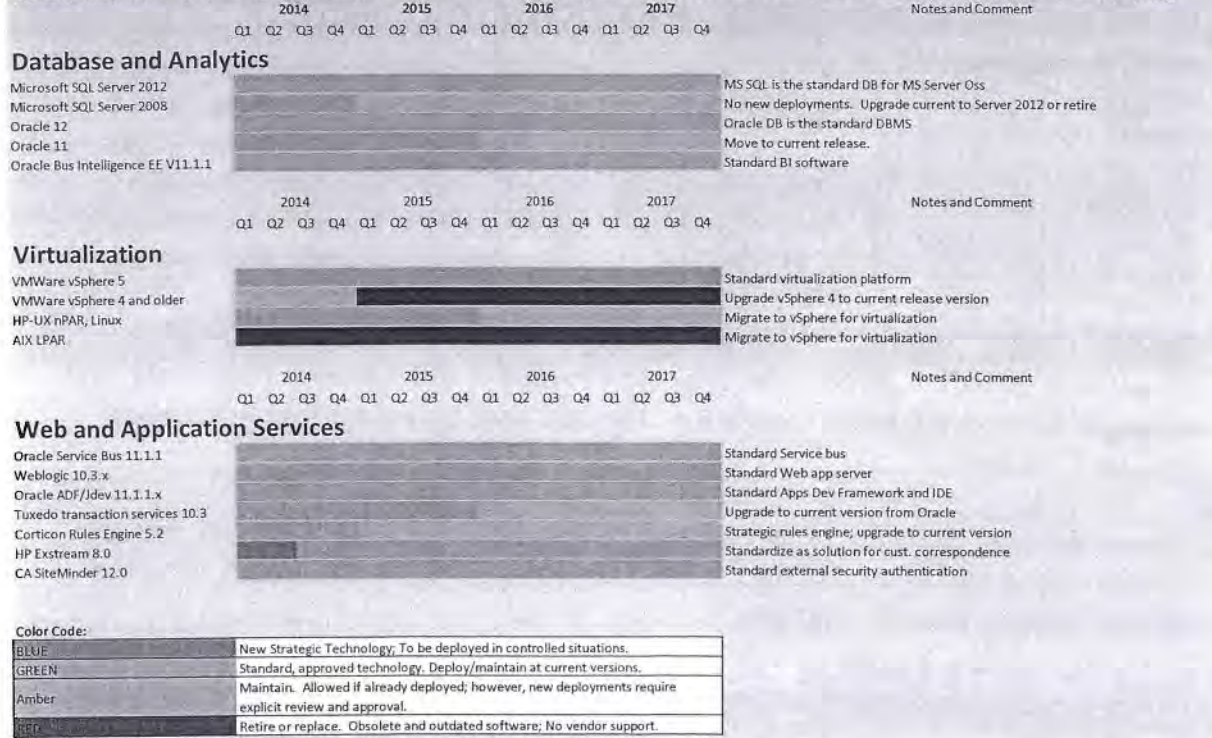 2014 2015 2016 2017 Notes and Comment
Q1 Q2 Q3 Q4 Q1 Q2 Q3 Q4 Q1 Q2 Q3 Q4 Q1 Q2 Q3 Q4
Database and Analytics
Microsoft SQL Server 2012 MS SQL is the standard DB for MS Server Oss
Microsoft SQL Server 2008 No new deployments. Upgrade current to Server 2012 or retire
Oracle 12 Oracle DB is the standard DBMS
Oracle 11 Move to current release.
Oracle Bus Intelligence EE V11.1.1 Standard BI software
2014 2015 2016 2017 Notes and Comment
Q1 Q2 Q3 Q4 Q1 Q2 Q3 Q4 Q1 Q2 Q3 Q4 Q1 Q2 Q3 Q4
Virtualization
VMWare vSphere 5 Standard virtualization platform
VMWare vSphere 4 and older Upgrade vSphere 4 to current release version
HP-UX nPAR, Linux Migrate to vSphere for virtualization
AIX LPAR Migrate to vSphere for virtualization
2014 2015 2016 2017 Notes and Comment
Q1 Q2 Q3 Q4 Q1 Q2 Q3 Q4 Q1 Q2 Q3 Q4 Q1 Q2 Q3 Q4
Web and Application Services
Oracle Service Bus 11.1.1 Standard Service bus
Weblogic 10.3.x Standard Web app server
Oracle ADF/Jdev 11.1.1.x Standard Apps Dev Framework and IDE
Tuxedo transaction services 10.3 Upgrade to current version from Oracle
Corticon Rules Engine 5.2 Strategic rules engine; upgrade to current version
HP Exstream 8.0 Standardize as solution for cust. correspondence
CA SiteMinder 12.0 Standard external security authentication
Color Code:
BLUE New Strategic Technology; To be deployed in controlled situations.
GREEN Standard, approved technology. Deploy/maintain at current versions.
Amber Maintain. Allowed if already deployed; however, new deployments require
explicit review and approval.
RED Retire or replace. Obsolete and outdated software; No vendor support.